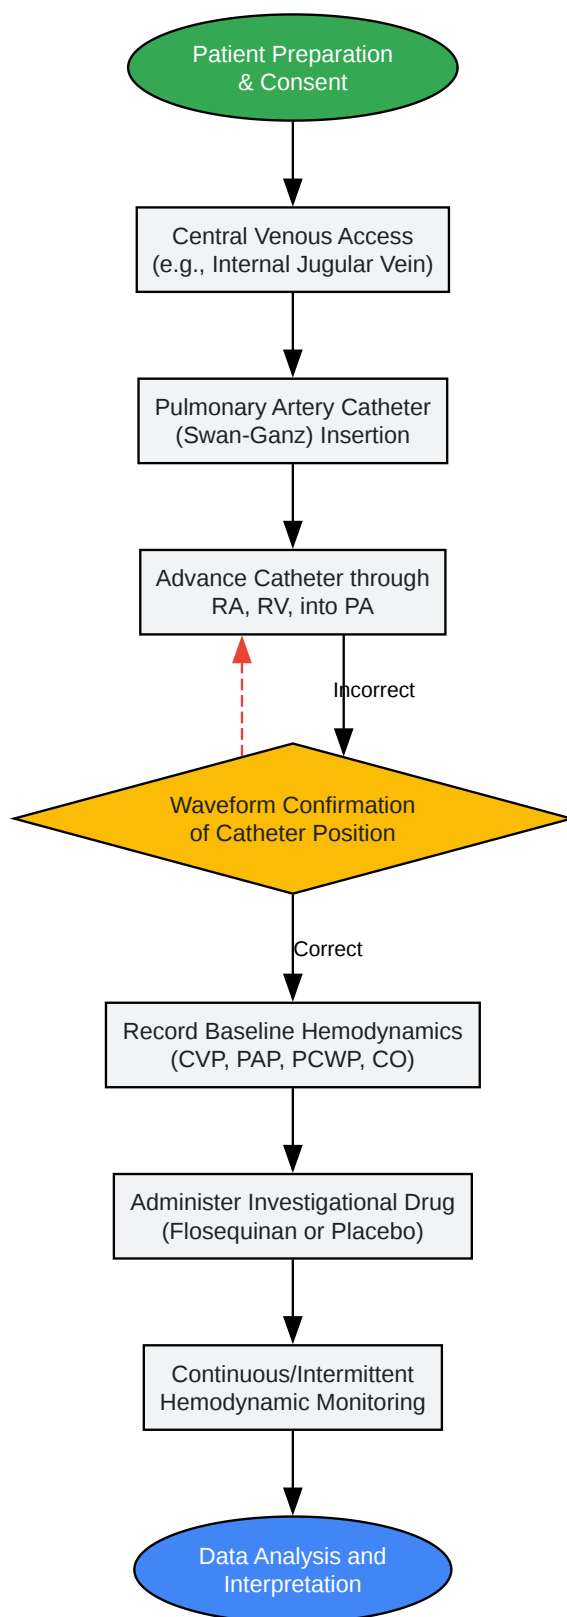 Patient Preparation
& Consent
Central Venous Access
(e.g., Internal Jugular Vein)
Pulmonary Artery Catheter
(Swan-Ganz) Insertion
Advance Catheter through
RA, RV, into PA
Incorrect
Waveform Confirmation
of Catheter Position
Correct
Record Baseline Hemodynamics
(CVP, PAP, PCWP, CO)
Administer Investigational Drug
(Flosequinan or Placebo)
Continuous/Intermittent
Hemodynamic Monitoring
Data Analysis and
Interpretation